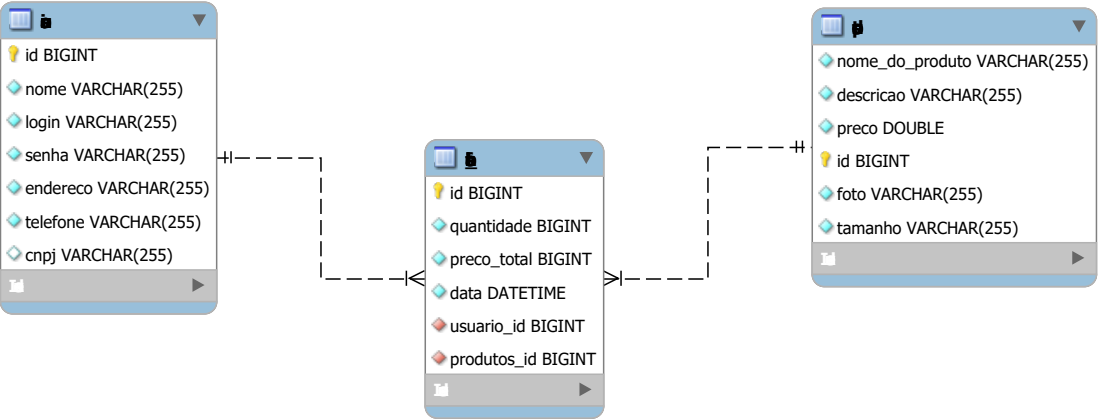 id BIGINT
nome VARCHAR(255)
login VARCHAR(255)
senha VARCHAR(255)
endereco VARCHAR(255)
telefone VARCHAR(255)
cnpj VARCHAR(255)
id BIGINT
quantidade BIGINT
preco_total BIGINT
data DATETIME
usuario_id BIGINT
produtos_id BIGINT
nome_do_produto VARCHAR(255)
descricao VARCHAR(255)
preco DOUBLE
id BIGINT
foto VARCHAR(255)
tamanho VARCHAR(255)